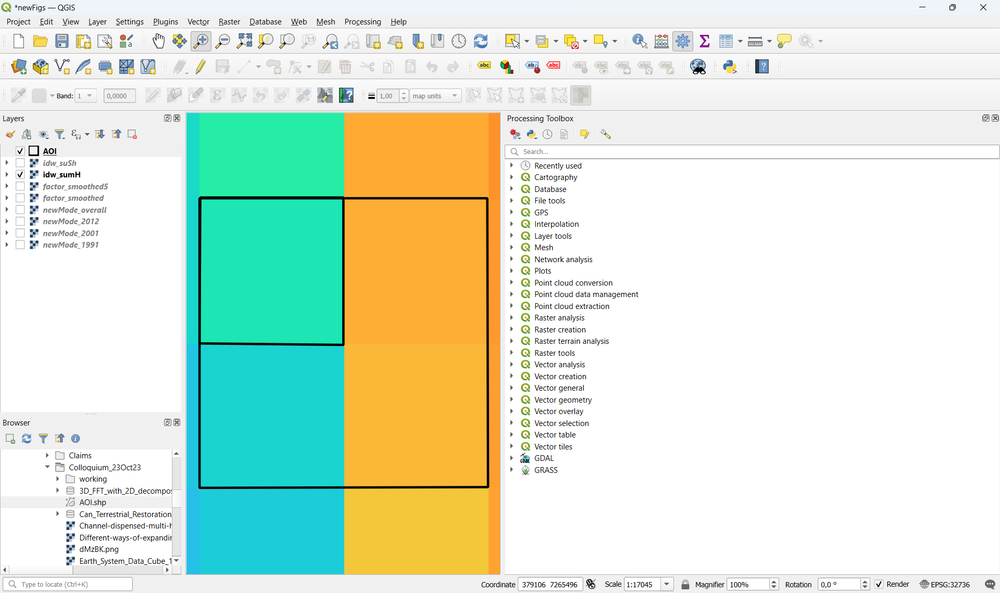 *newFigs — QGIS
Project Edit View Layer Settings Plugins Vector Raster Database Web Mesh Processing Help
1:1
abc abc abc
Band: 1 0,0000 1,00 map units
Layers
AOI
idw_suSh
idw_sumH
factor_smoothed5
factor_smoothed
newMode_overall
newMode_2012
newMode_2001
newMode_1991
Browser
Claims
Colloquium_23Oct23
working
3D_FFT_with_2D_decompo
AOI.shp
Can_Terrestrial_Restoration
Channel-dispensed-multi-
Different-ways-of-expandi
dMzBK.png
Earth_System_Data_Cube_1
Processing Toolbox
Search...
Recently used
Cartography
Database
File tools
GPS
Interpolation
Layer tools
Mesh
Network analysis
Plots
Point cloud conversion
Point cloud data management
Point cloud extraction
Raster analysis
Raster creation
Raster terrain analysis
Raster tools
Vector analysis
Vector creation
Vector general
Vector geometry
Vector overlay
Vector selection
Vector table
Vector tiles
GDAL
GRASS
Type to locate (Ctrl+K) Coordinate 379106 7265496 Scale 1:17045 Magnifier 100% Rotation 0,0 ° Render EPSG:32736